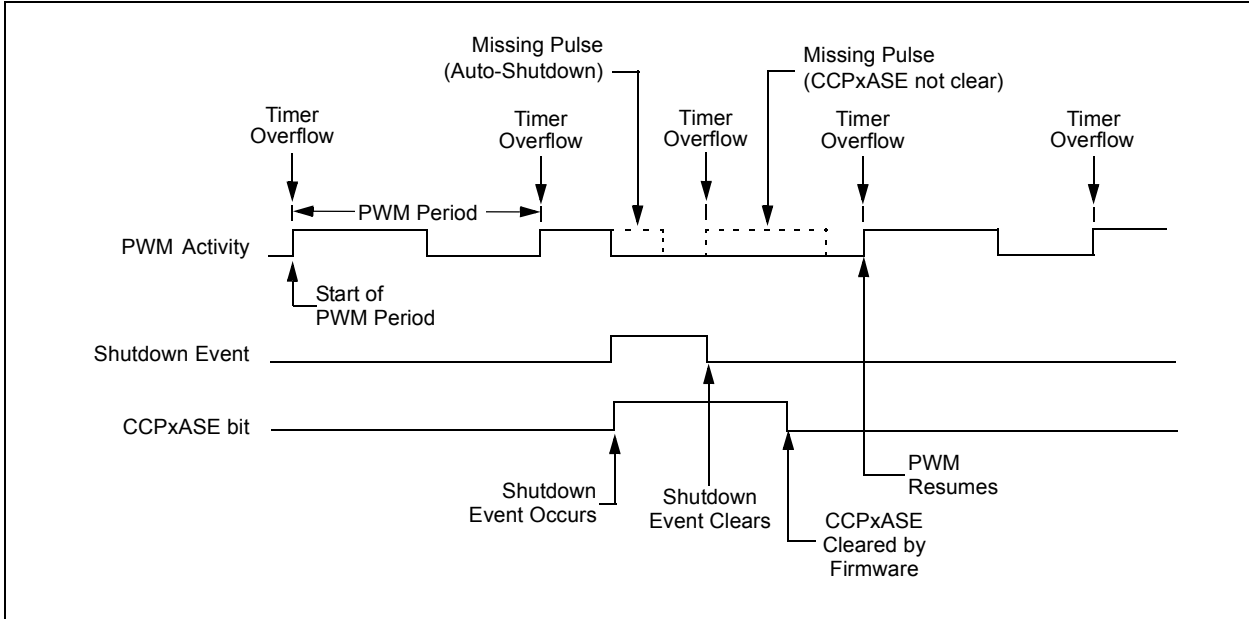 Missing Pulse
(Auto-Shutdown)
Missing Pulse
(CCPxASE not clear)
Timer
Overflow
Timer
Overflow
Timer
Overflow
Timer
Overflow
Timer
Overflow
PWM Period
PWM Activity
Start of
PWM Period
Shutdown Event
CCPxASE bit
Shutdown
Event Occurs
Shutdown
Event Clears
CCPxASE
Cleared by
Firmware
PWM
Resumes